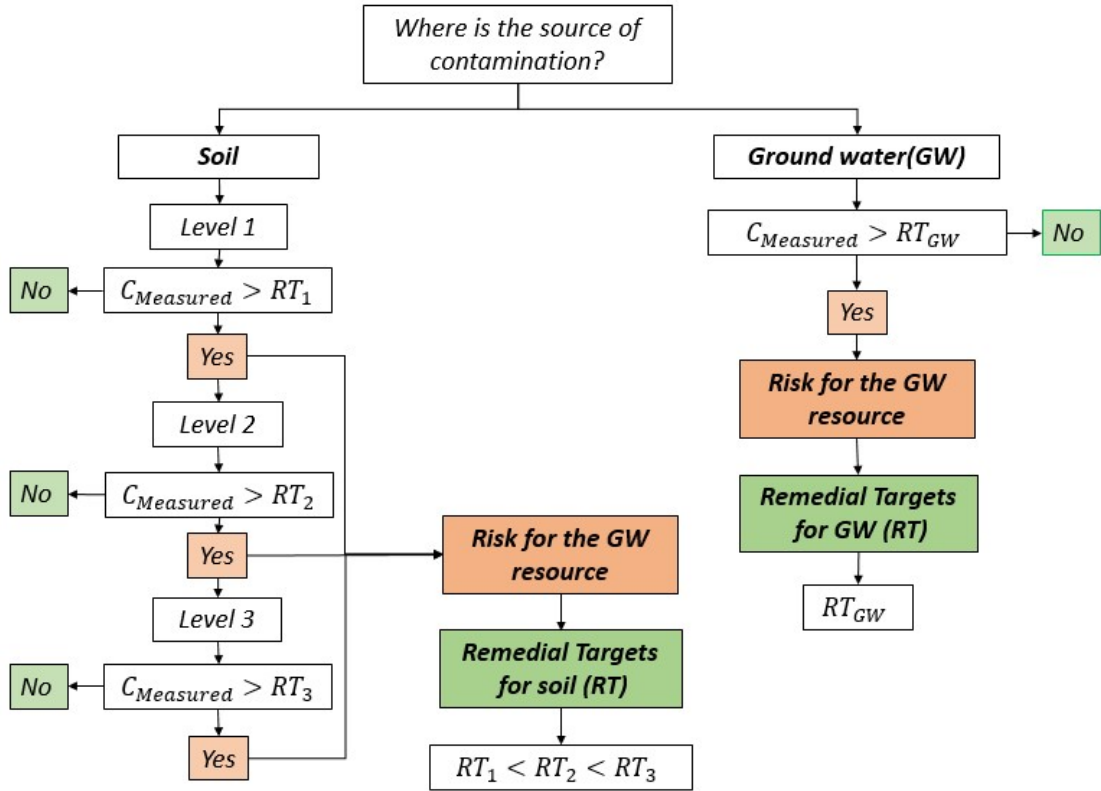 Where is the source of
contamination?
Soil
Level 1
No
C_Measured > RT_1
Yes
Level 2
No
C_Measured > RT_2
Yes
Level 3
No
C_Measured > RT_3
Yes
Risk for the GW
resource
Remedial Targets
for soil (RT)
RT_1 < RT_2 < RT_3
Ground water(GW)
C_Measured > RT_GW
No
Yes
Risk for the GW
resource
Remedial Targets
for GW (RT)
RT_GW